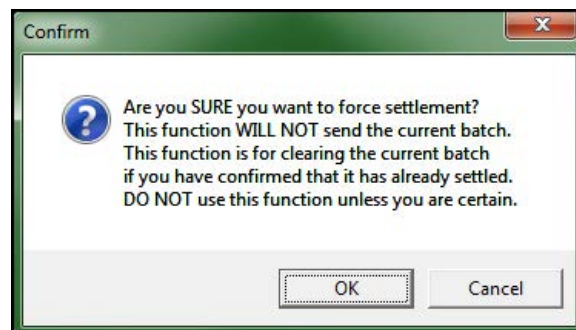 Confirm
Are you SURE you want to force settlement?
This function WILL NOT send the current batch.
This function is for clearing the current batch
if you have confirmed that it has already settled.
DO NOT use this function unless you are certain.
OK
Cancel